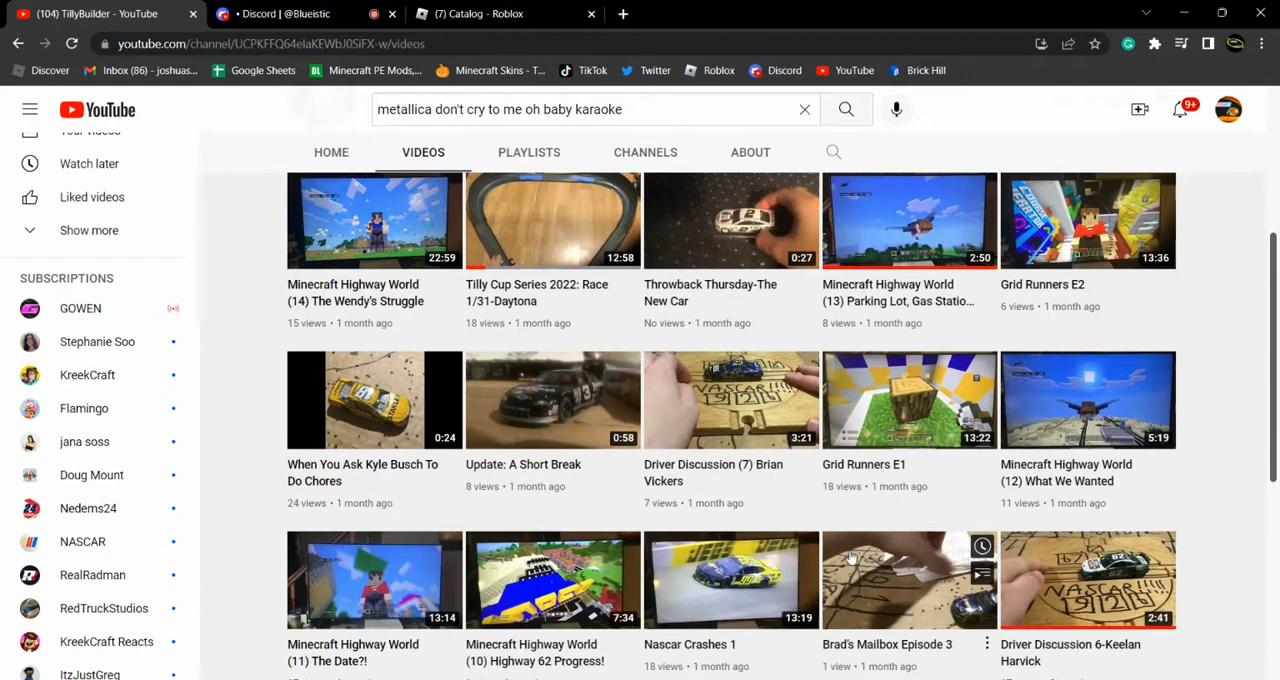 (104) TillyBuilder - YouTube
• Discord | @Blueistic
(7) Catalog - Roblox
youtube.com/channel/UCPKFFQ64eIaKEWbJ0SiFX-w/videos
Discover
Inbox (86) - joshuas...
Google Sheets
Minecraft PE Mods,...
Minecraft Skins - T...
TikTok
Twitter
Roblox
Discord
YouTube
Brick Hill
YouTube
metallica don't cry to me oh baby karaoke
9+
Your videos
Watch later
Liked videos
Show more
SUBSCRIPTIONS
GOWEN
Stephanie Soo
KreekCraft
Flamingo
jana soss
Doug Mount
Nedems24
NASCAR
RealRadman
RedTruckStudios
KreekCraft Reacts
ItzJustGreg
HOME VIDEOS PLAYLISTS CHANNELS ABOUT
22:59
12:58
0:27
2:50
13:36
Minecraft Highway World
(14) The Wendy's Struggle
15 views • 1 month ago
Tilly Cup Series 2022: Race
1/31-Daytona
18 views • 1 month ago
Throwback Thursday-The
New Car
No views • 1 month ago
Minecraft Highway World
(13) Parking Lot, Gas Statio...
8 views • 1 month ago
Grid Runners E2
6 views • 1 month ago
0:24
0:58
NASCAR!!!!
1926
3:21
13:22
5:19
When You Ask Kyle Busch To
Do Chores
24 views • 1 month ago
Update: A Short Break
8 views • 1 month ago
Driver Discussion (7) Brian
Vickers
7 views • 1 month ago
Grid Runners E1
18 views • 1 month ago
Minecraft Highway World
(12) What We Wanted
11 views • 1 month ago
13:14
7:34
13:19
NASCAR!!!!
1926
2:41
Minecraft Highway World
(11) The Date?!
Minecraft Highway World
(10) Highway 62 Progress!
Nascar Crashes 1
18 views • 1 month ago
Brad's Mailbox Episode 3
1 view • 1 month ago
Driver Discussion 6-Keelan
Harvick